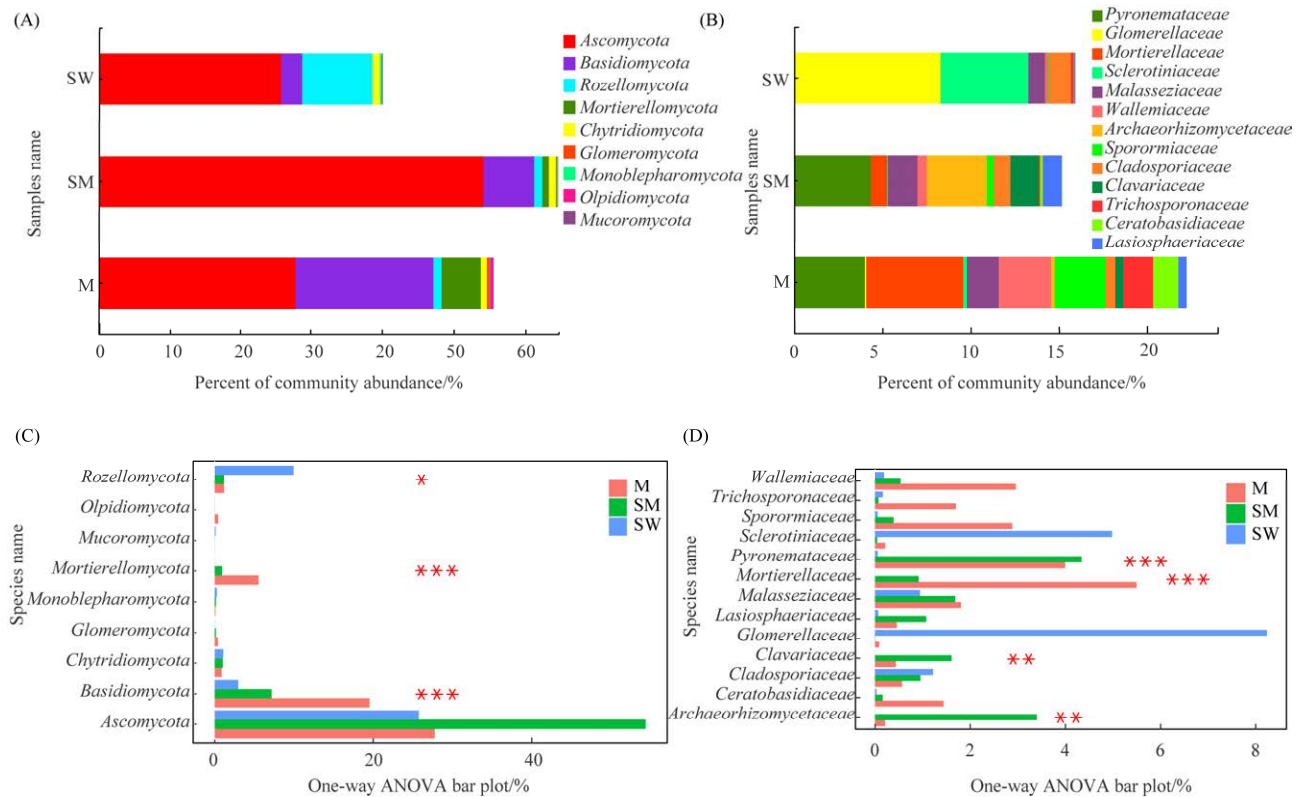 (A)
SW
SM
M
Samples name
0 10 20 30 20 50 60
Percent of community abundance/%
Ascomycota
Basidiomycota
Rozellomycota
Mortierellomycota
Chytridiomycota
Glomeromycota
Monoblepharomycota
Olpidiomycota
Mucoromycota
(B)
SW
SM
M
Samples name
0 5 10 15 20
Percent of community abundance/%
Pyronemataceae
Glomerellaceae
Mortierellaceae
Sclerotiniaceae
Malasseziaceae
Wallemiaceae
Archaeorhizomycetaceae
Sporormiaceae
Cladosporiaceae
Clavariaceae
Trichosporonaceae
Ceratobasidiaceae
Lasiosphaeriaceae
(C)
Species name
Rozellomycota *
Olpidiomycota
Mucoromycota
Mortierellomycota ***
Monoblepharomycota
Glomeromycota
Chytridiomycota
Basidiomycota ***
Ascomycota
M
SM
SW
0 20 40
One-way ANOVA bar plot/%
(D)
Species name
Wallemiaceae
Trichosporonaceae
Sporormiaceae
Sclerotiniaceae
Pyronemataceae ***
Mortierellaceae ***
Malasseziaceae
Lasiosphaeriaceae
Glomerellaceae
Clavariaceae **
Cladosporiaceae
Ceratobasidiaceae
Archaeorhizomycetaceae **
M
SM
SW
0 2 4 6 8
One-way ANOVA bar plot/%